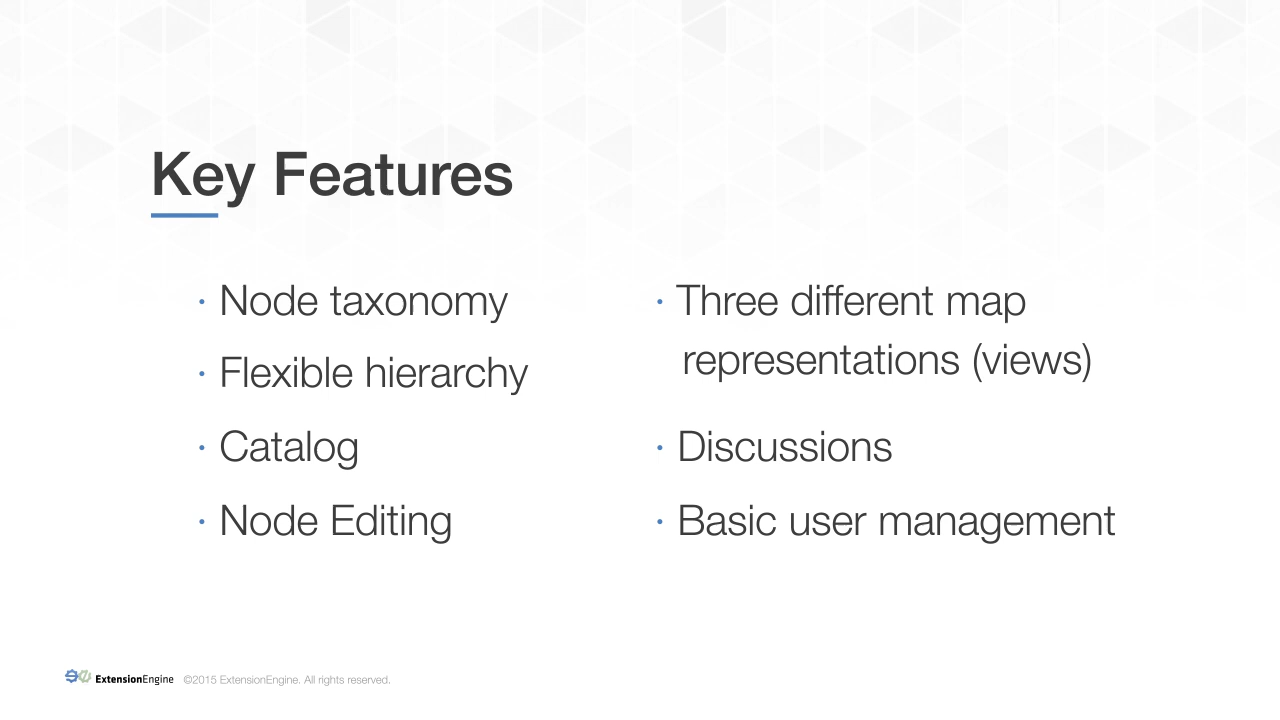 Key Features
· Node taxonomy
· Flexible hierarchy
· Catalog
· Node Editing
· Three different map
representations (views)
· Discussions
· Basic user management
ExtensionEngine ©2015 ExtensionEngine. All rights reserved.